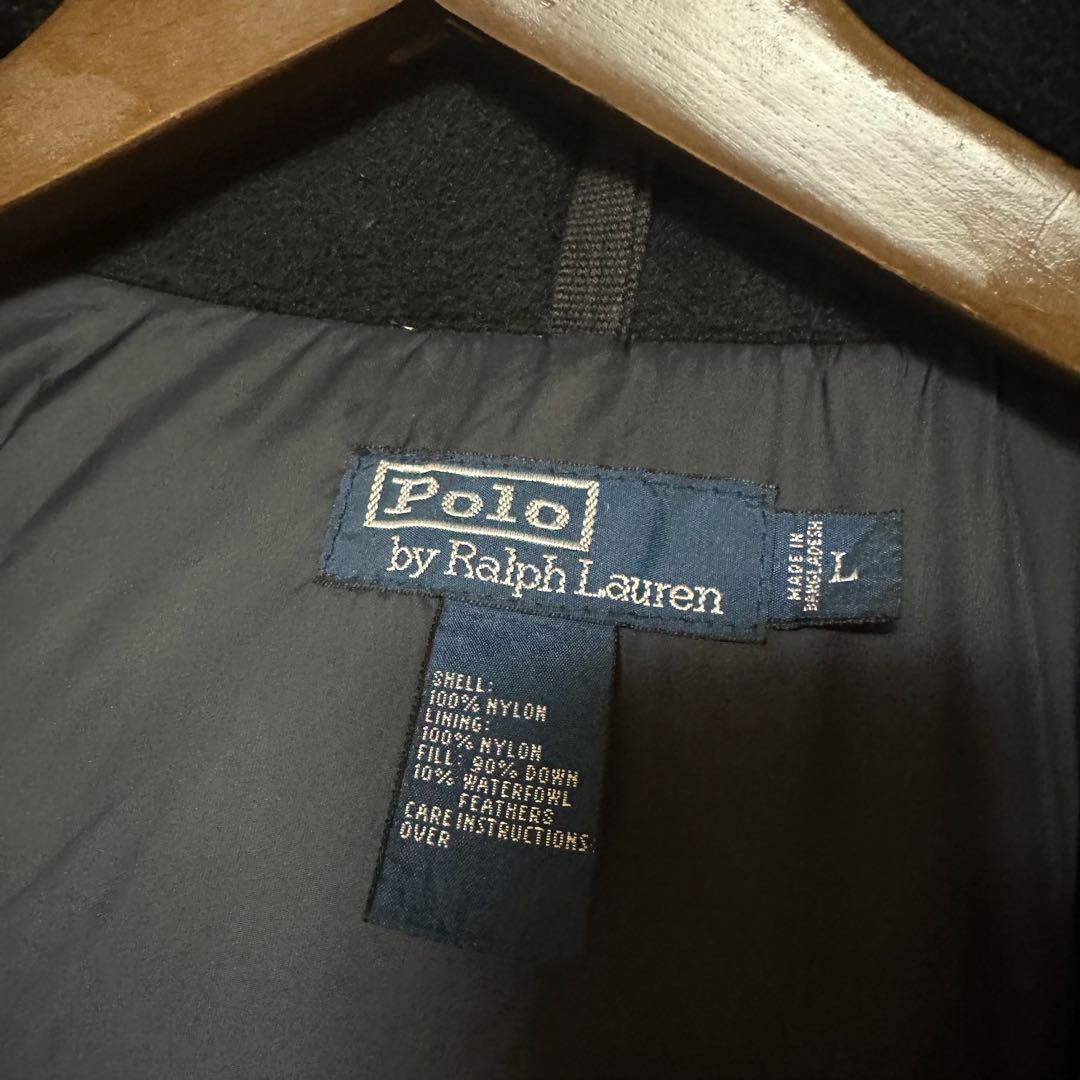 Polo
by Ralph Lauren
MADE IN
BANGLADESH
L
SHELL:
100% NYLON
LINING:
100% NYLON
FILL: 90% DOWN
10% WATERFOWL
FEATHERS
CARE INSTRUCTIONS:
OVER